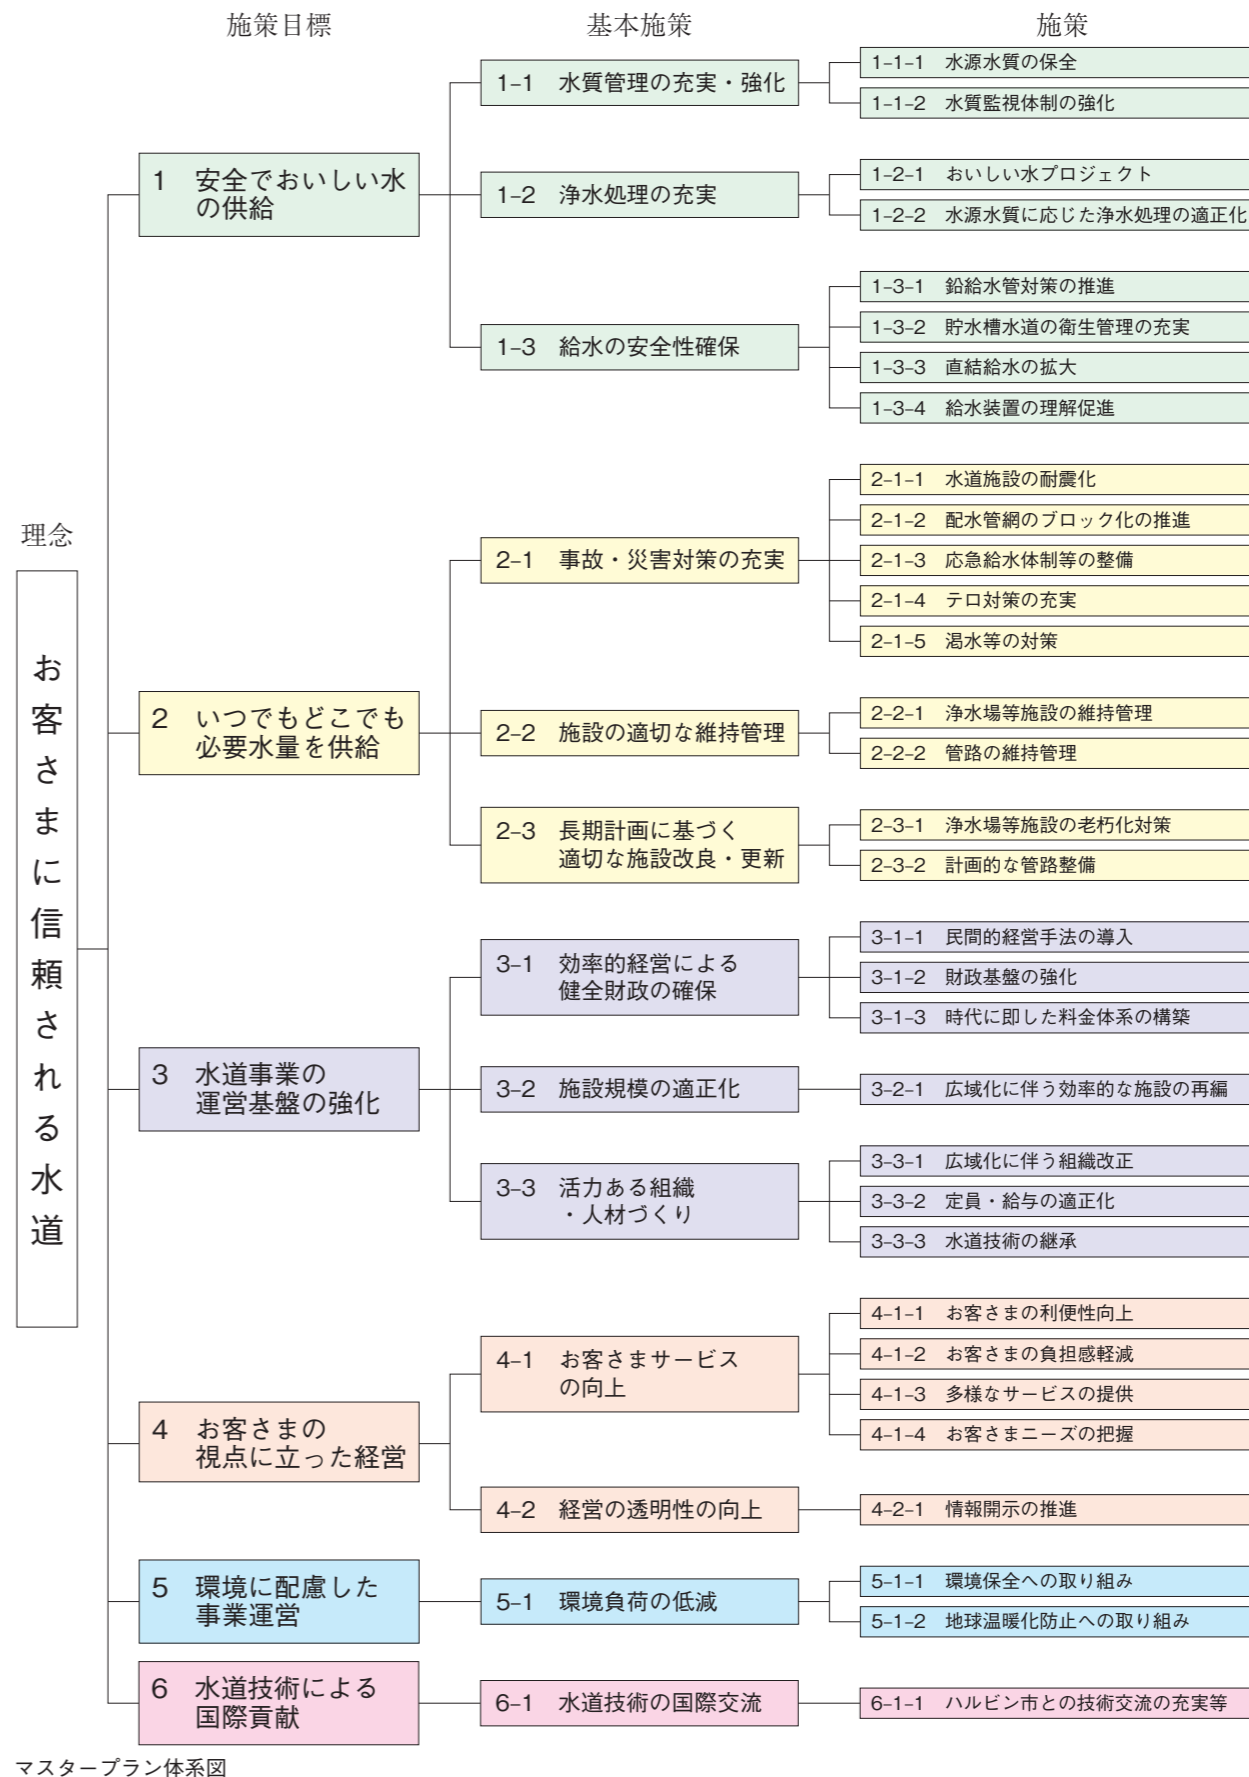 施策目標
基本施策
施策
理念
お客さまに信頼される水道
1 安全でおいしい水
の供給
1-1 水質管理の充実・強化
1-1-1 水源水質の保全
1-1-2 水質監視体制の強化
1-2 浄水処理の充実
1-2-1 おいしい水プロジェクト
1-2-2 水源水質に応じた浄水処理の適正化
1-3 給水の安全性確保
1-3-1 鉛給水管対策の推進
1-3-2 貯水槽水道の衛生管理の充実
1-3-3 直結給水の拡大
1-3-4 給水装置の理解促進
2 いつでもどこでも
必要水量を供給
2-1 事故・災害対策の充実
2-1-1 水道施設の耐震化
2-1-2 配水管網のブロック化の推進
2-1-3 応急給水体制等の整備
2-1-4 テロ対策の充実
2-1-5 渇水等の対策
2-2 施設の適切な維持管理
2-2-1 浄水場等施設の維持管理
2-2-2 管路の維持管理
2-3 長期計画に基づく
適切な施設改良・更新
2-3-1 浄水場等施設の老朽化対策
2-3-2 計画的な管路整備
3 水道事業の
運営基盤の強化
3-1 効率的経営による
健全財政の確保
3-1-1 民間的経営手法の導入
3-1-2 財政基盤の強化
3-1-3 時代に即した料金体系の構築
3-2 施設規模の適正化
3-2-1 広域化に伴う効率的な施設の再編
3-3 活力ある組織
・人材づくり
3-3-1 広域化に伴う組織改正
3-3-2 定員・給与の適正化
3-3-3 水道技術の継承
4 お客さまの
視点に立った経営
4-1 お客さまサービス
の向上
4-1-1 お客さまの利便性向上
4-1-2 お客さまの負担感軽減
4-1-3 多様なサービスの提供
4-1-4 お客さまニーズの把握
4-2 経営の透明性の向上
4-2-1 情報開示の推進
5 環境に配慮した
事業運営
5-1 環境負荷の低減
5-1-1 環境保全への取り組み
5-1-2 地球温暖化防止への取り組み
6 水道技術による
国際貢献
6-1 水道技術の国際交流
6-1-1 ハルビン市との技術交流の充実等
マスタープラン体系図